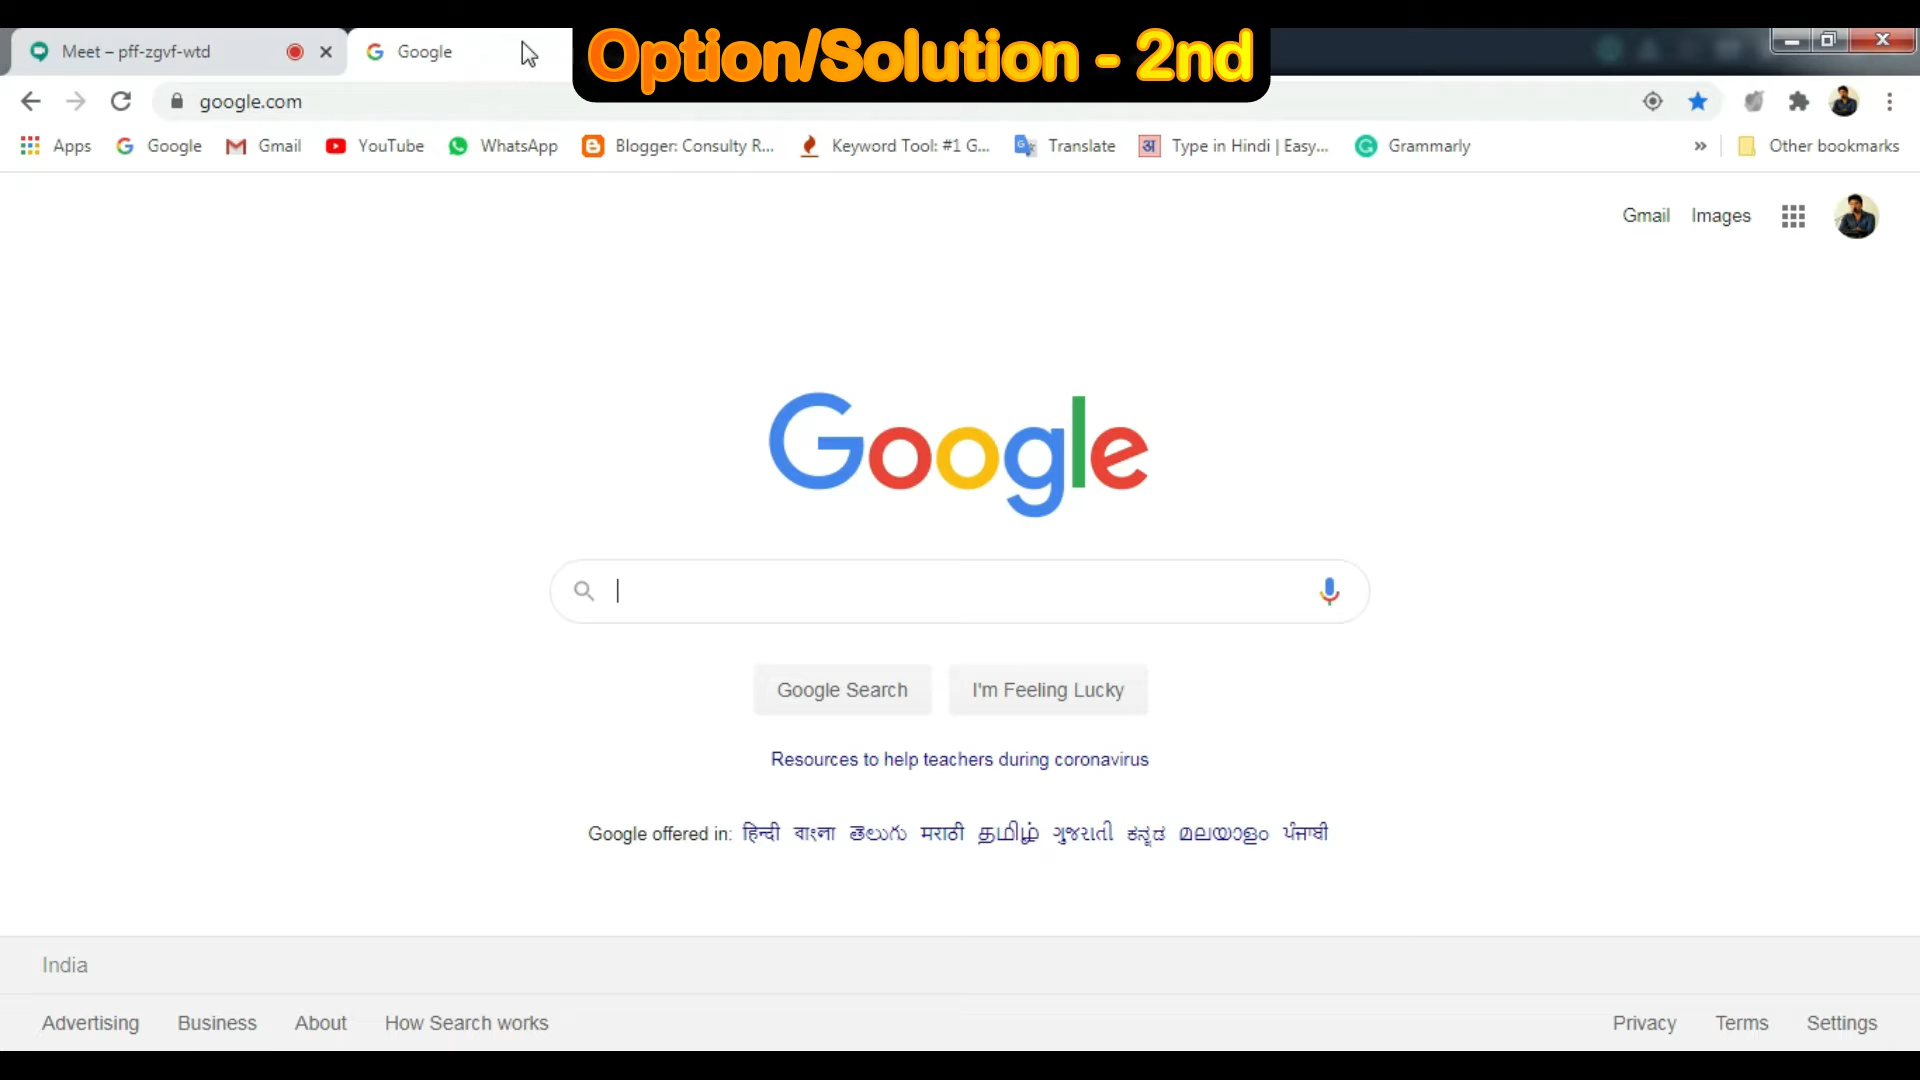 Option/Solution - 2nd
Meet – pff-zgvf-wtd
Google
google.com
Apps Google Gmail YouTube WhatsApp Blogger: Consulty R... Keyword Tool: #1 G... Translate Type in Hindi | Easy... Grammarly » Other bookmarks
Gmail Images
Google
Google Search I'm Feeling Lucky
Resources to help teachers during coronavirus
Google offered in: हिन्दी বাংলা తెలుగు मराठी தமிழ் ગુજરાતી ಕನ್ನಡ മലയാളം ਪੰਜਾਬੀ
India
Advertising Business About How Search works Privacy Terms Settings